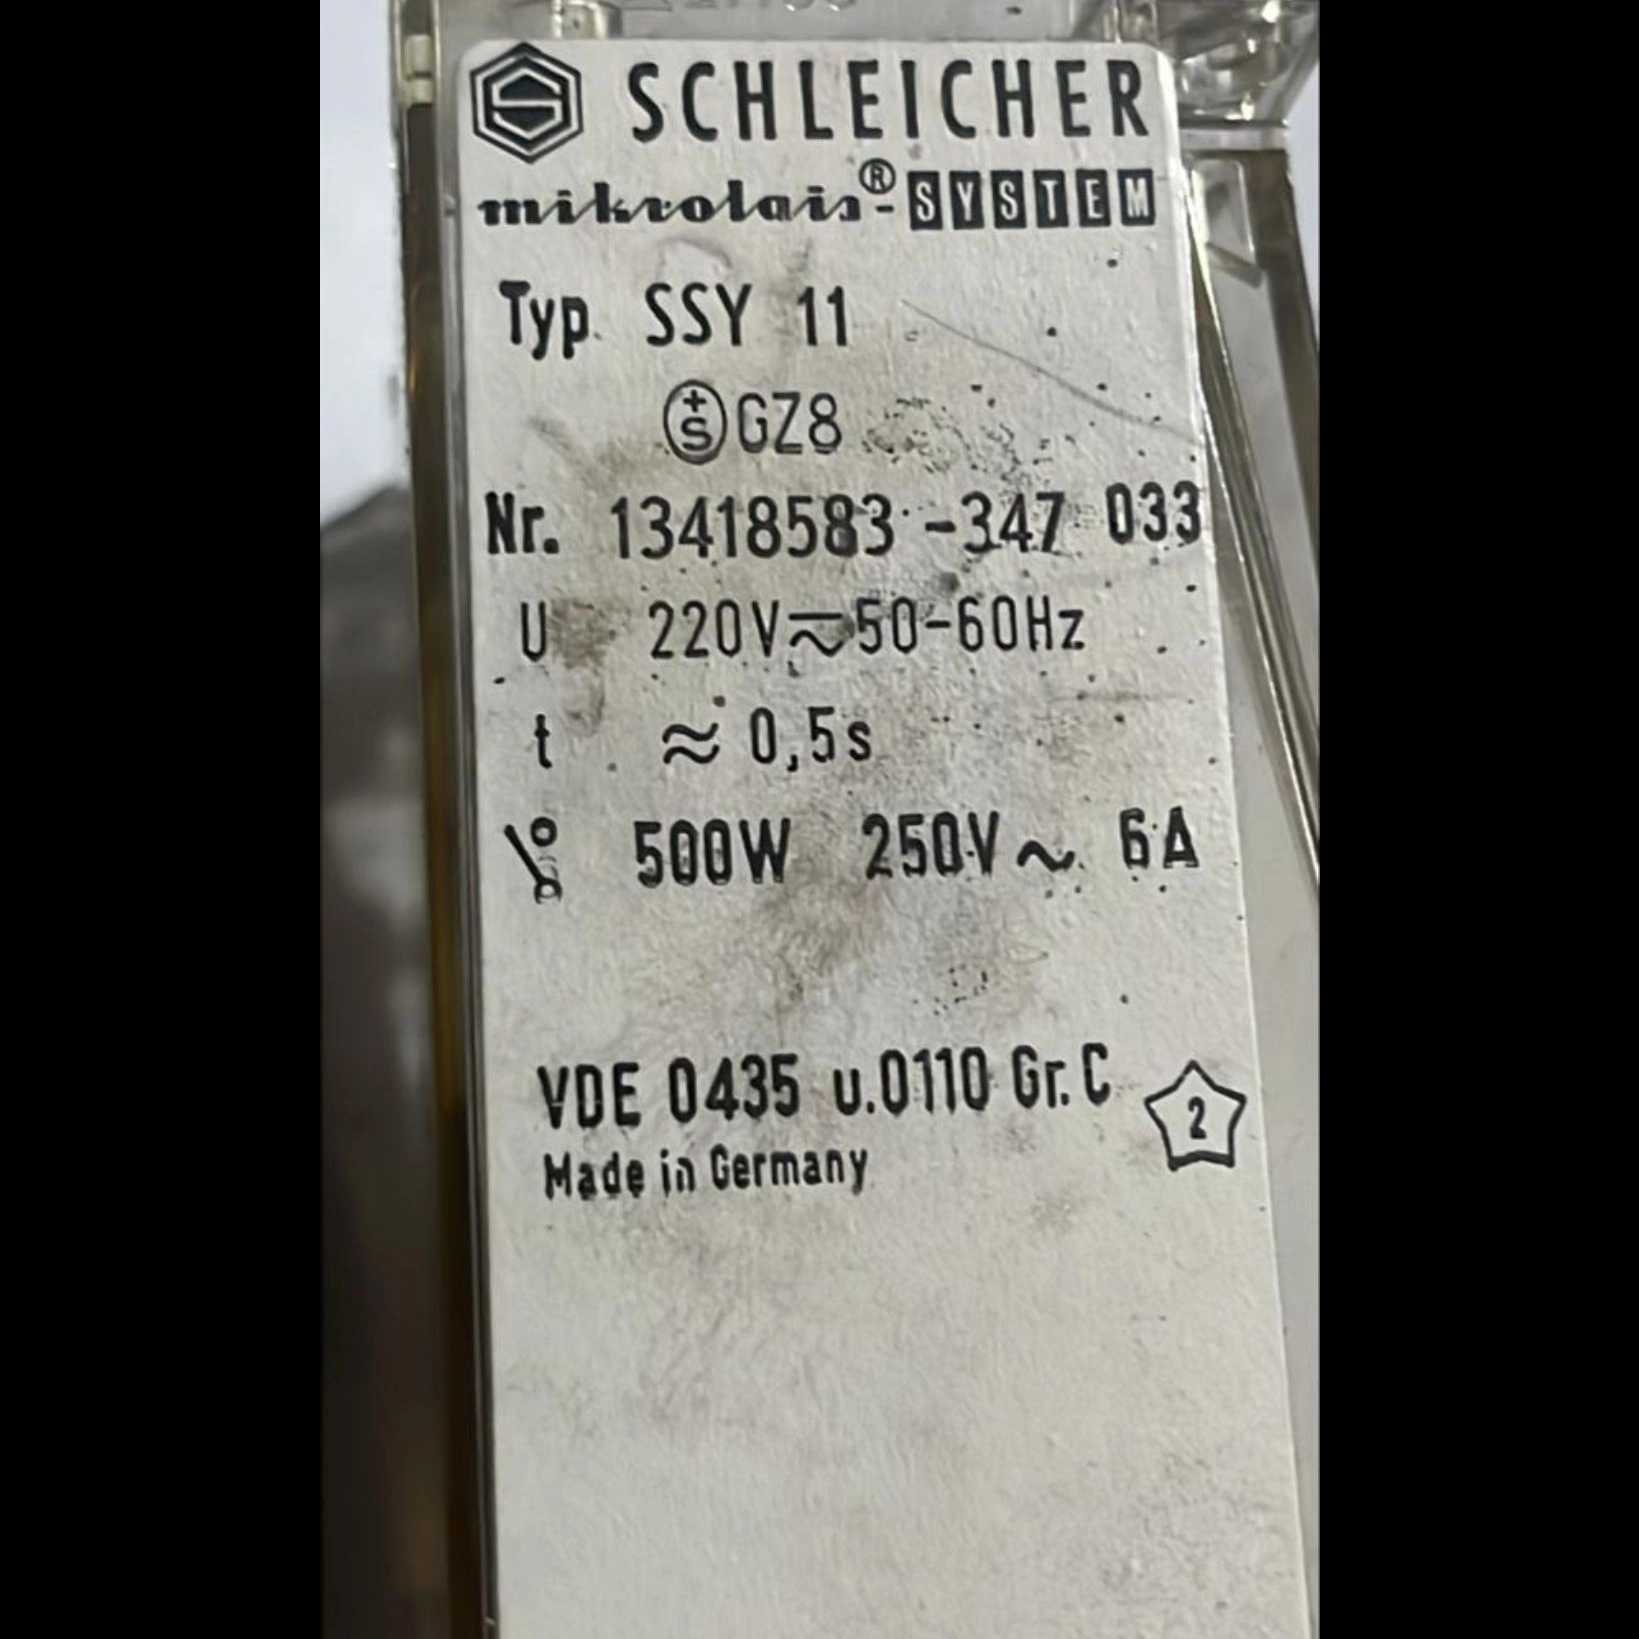 SCHLEICHER
mikrolais®-SYSTEM
Typ SSY 11
+S GZ8
Nr. 13418583-347 033
U 220V≂50-60Hz
t ≈ 0,5s
500W 250V~ 6A
VDE 0435 u.0110 Gr.C 2
Made in Germany